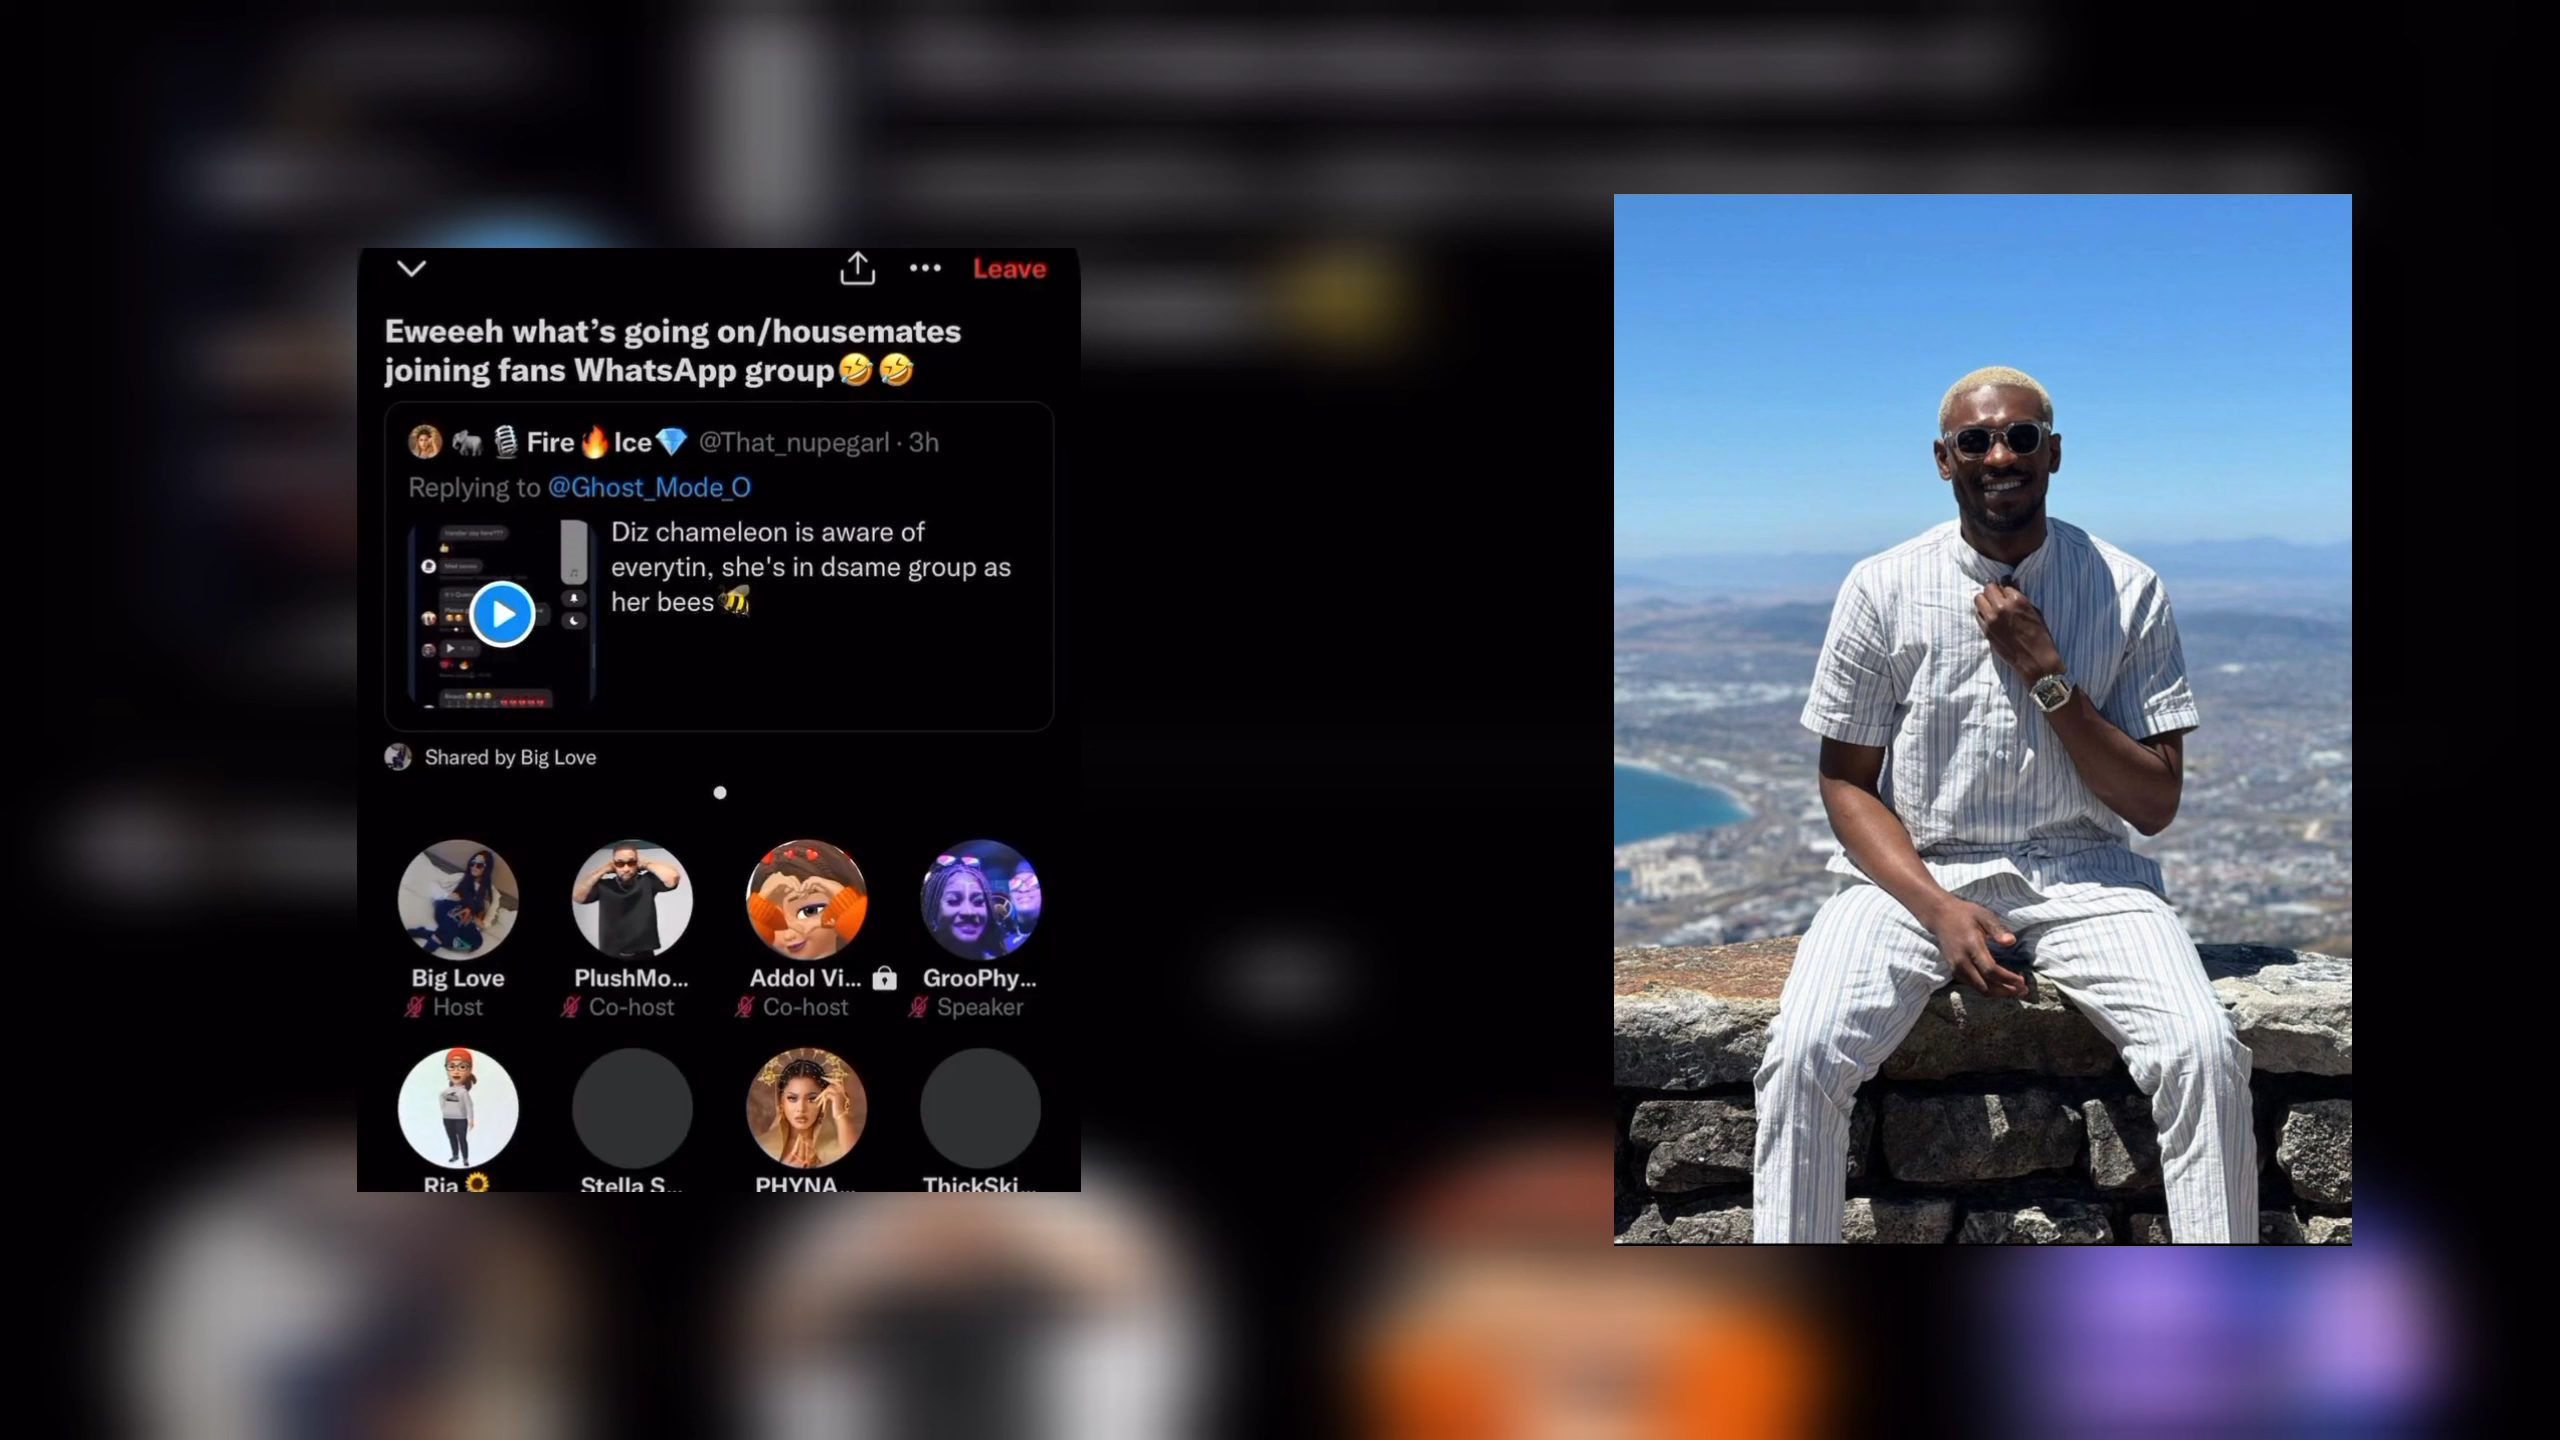 Leave
Eweeeh what’s going on/housemates
joining fans WhatsApp group🤣🤣
🐘🎙Fire🔥Ice💎 @That_nupegarl · 3h
Replying to @Ghost_Mode_O
Diz chameleon is aware of
everytin, she's in dsame group as
her bees🐝
Shared by Big Love
Big Love PlushMo... Addol Vi... GrooPhy...
Host Co-host Co-host Speaker
Ria🌻 Stella S... PHYNA... ThickSki...